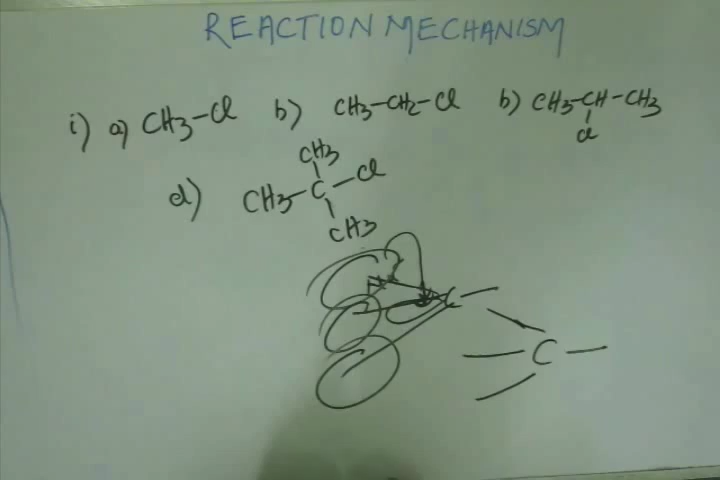 REACTION MECHANISM
i) a) CH3-Cl b) CH3-CH2-Cl b) CH3-CH-CH3
Cl
CH3
d) CH3-C-Cl
CH3
C
C